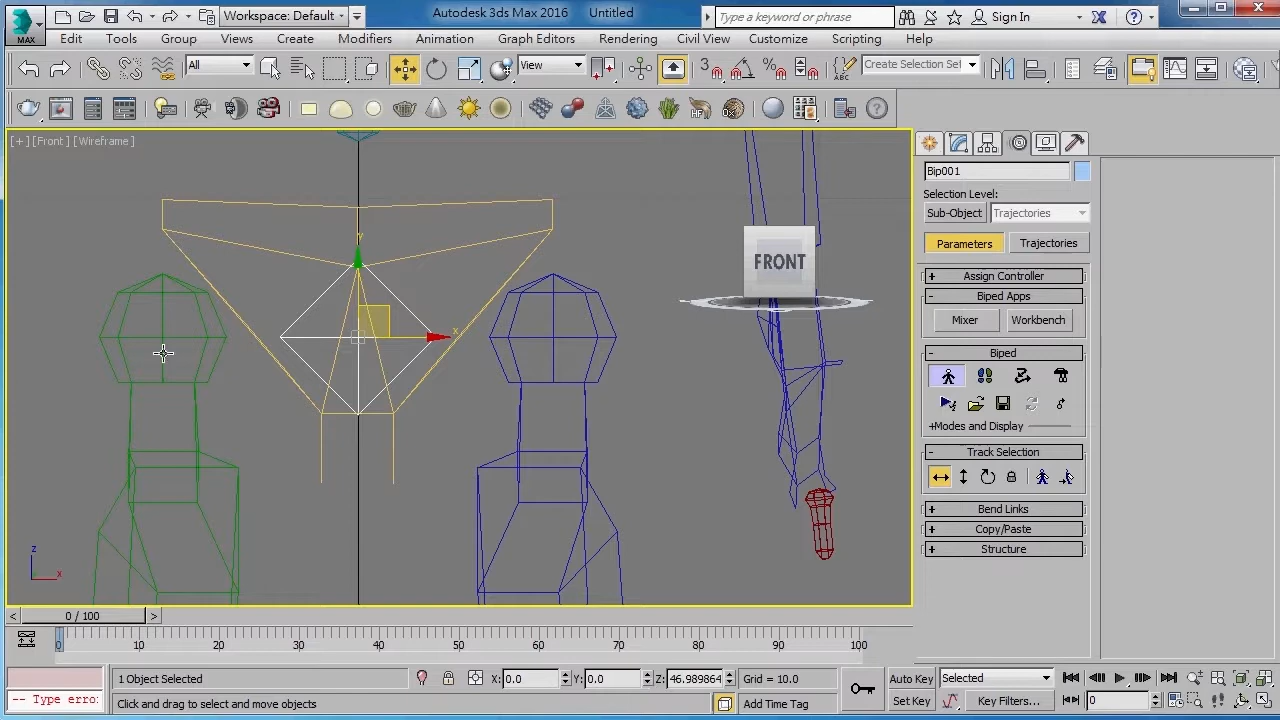 Workspace: Default
Autodesk 3ds Max 2016 Untitled
Type a keyword or phrase
Sign In
MAX
Edit Tools Group Views Create Modifiers Animation Graph Editors Rendering Civil View Customize Scripting Help
All
View
3
Create Selection Se
[+] [Front] [Wireframe]
Bip001
Selection Level:
Sub-Object Trajectories
Parameters Trajectories
+ Assign Controller
- Biped Apps
Mixer Workbench
- Biped
+Modes and Display
- Track Selection
+ Bend Links
+ Copy/Paste
+ Structure
FRONT
y
x
z
x
< 0 / 100 >
0 10 20 30 40 50 60 70 80 90 100
1 Object Selected
X: 0.0 Y: 0.0 Z: 46.989864
Grid = 10.0
Auto Key Selected
-- Type erro
Click and drag to select and move objects
Add Time Tag
Set Key Key Filters...
0